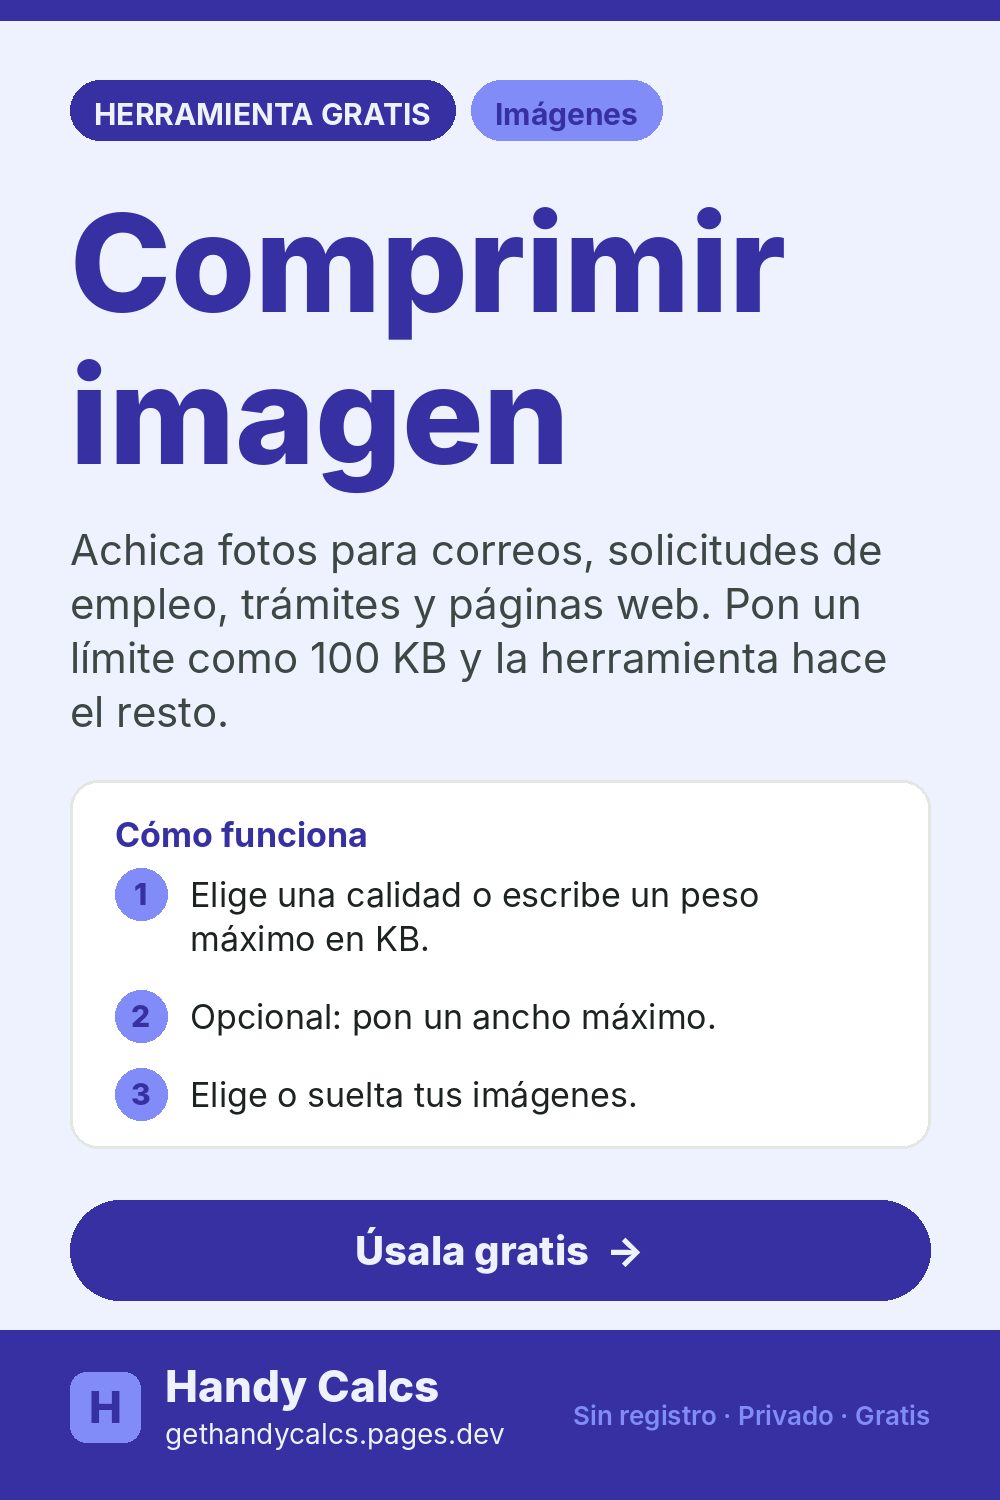 HERRAMIENTA GRATIS Imágenes
Comprimir
imagen
Achica fotos para correos, solicitudes de
empleo, trámites y páginas web. Pon un
límite como 100 KB y la herramienta hace
el resto.
Cómo funciona
1 Elige una calidad o escribe un peso
máximo en KB.
2 Opcional: pon un ancho máximo.
3 Elige o suelta tus imágenes.
Úsala gratis →
H Handy Calcs
gethandycalcs.pages.dev
Sin registro · Privado · Gratis